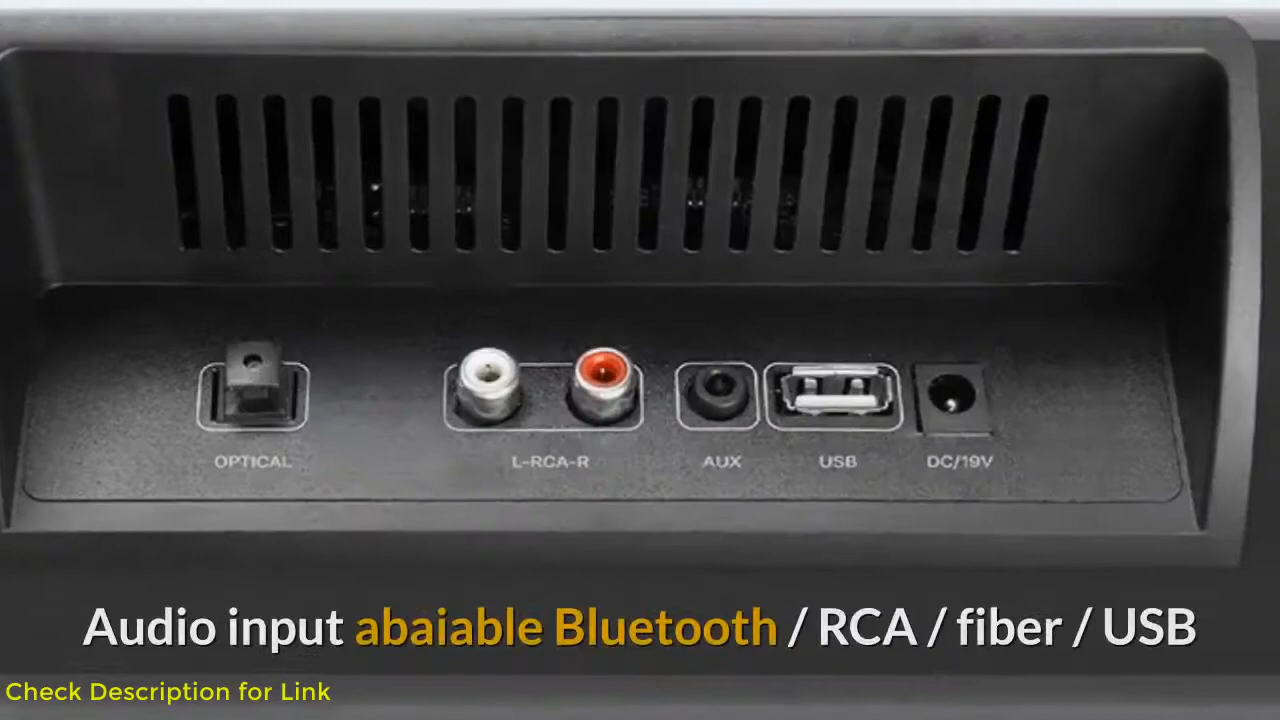 OPTICAL L-RCA-R AUX USB DC/19V
Audio input abaiable Bluetooth / RCA / fiber / USB
Check Description for Link